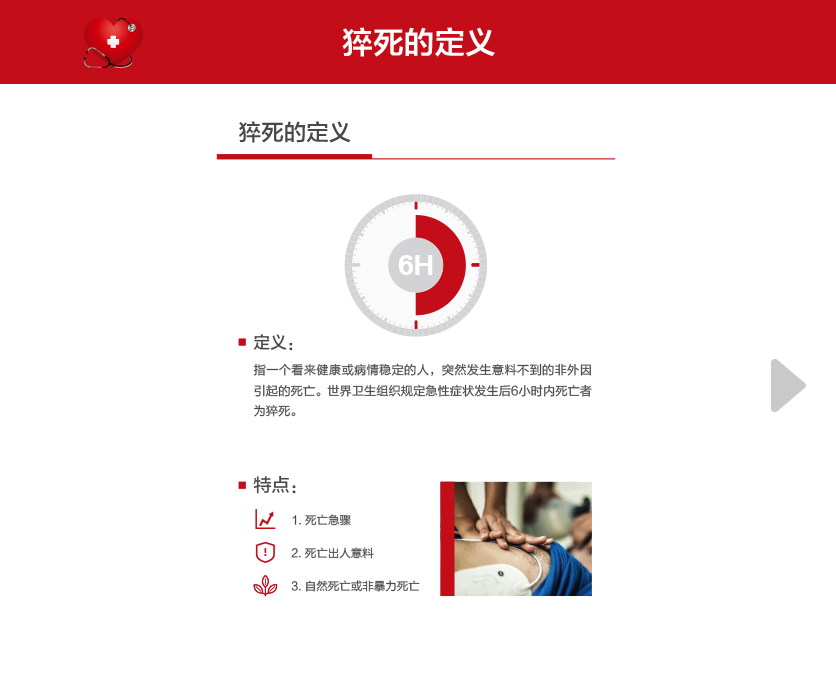 猝死的定义
猝死的定义
6H
定义：
指一个看来健康或病情稳定的人，突然发生意料不到的非外因
引起的死亡。世界卫生组织规定急性症状发生后6小时内死亡者
为猝死。
特点：
1. 死亡急骤
2. 死亡出人意料
3. 自然死亡或非暴力死亡